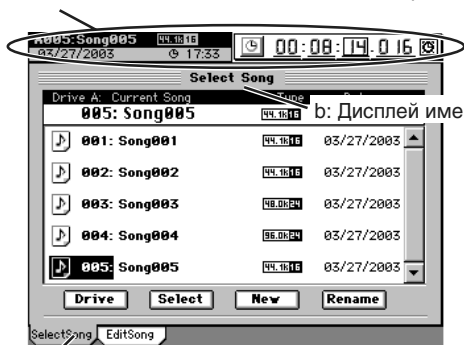 A005:Song005 44.1k16
03/27/2003 17:33 00:08:14.016
Select Song
Drive A: Current Song Type
005: Song005 44.1k16
b: Дисплей име
001: Song001 44.1k16 03/27/2003
002: Song002 44.1k16 03/27/2003
003: Song003 48.0k24 03/27/2003
004: Song004 96.0k24 03/27/2003
005: Song005 44.1k16 03/27/2003
Drive Select New Rename
SelectSong EditSong